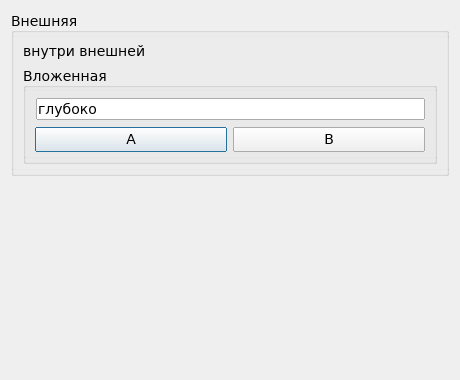 Внешняя
внутри внешней
Вложенная
глубоко
A
B